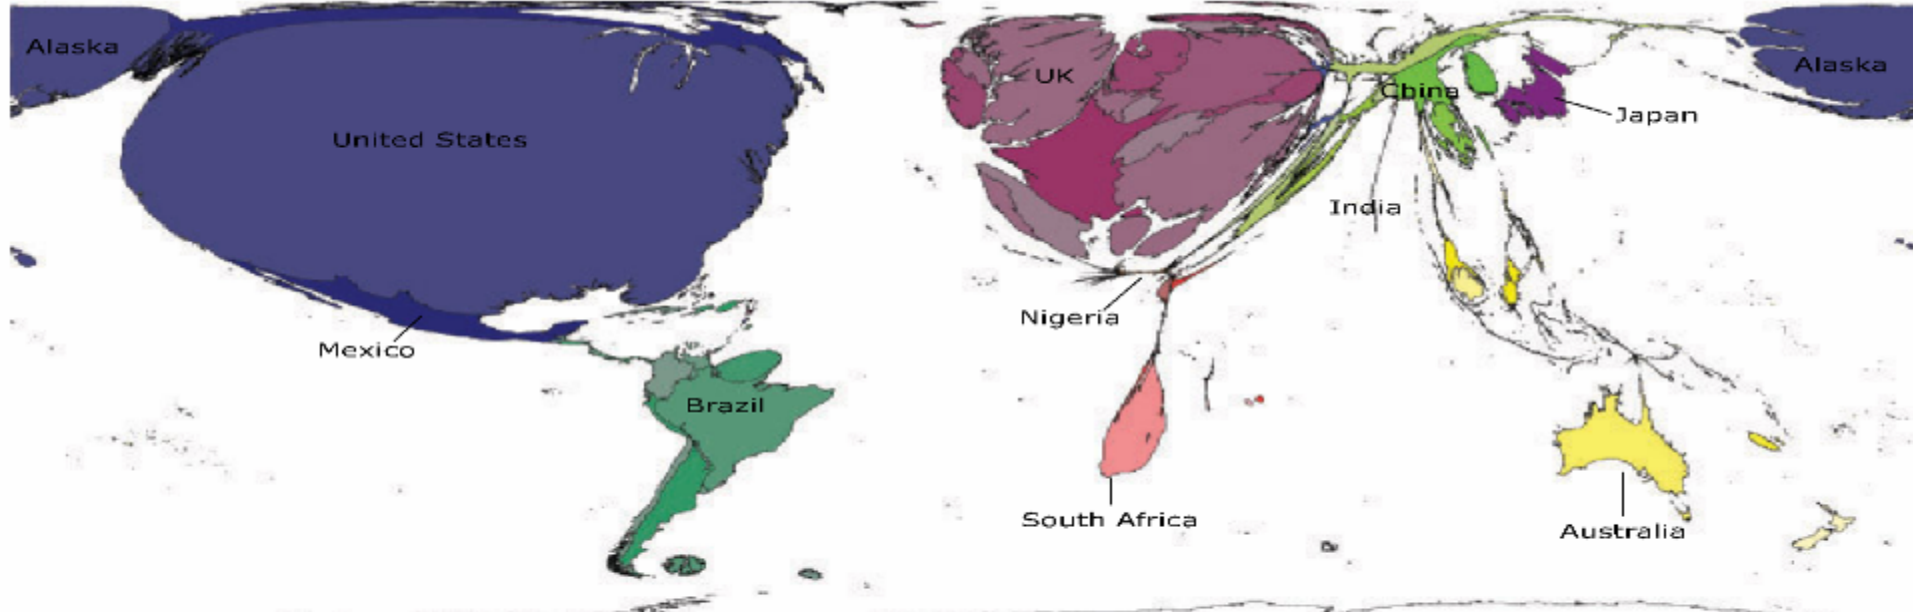 Alaska
UK
Alaska
China
Japan
United States
India
Nigeria
Mexico
Brazil
South Africa
Australia